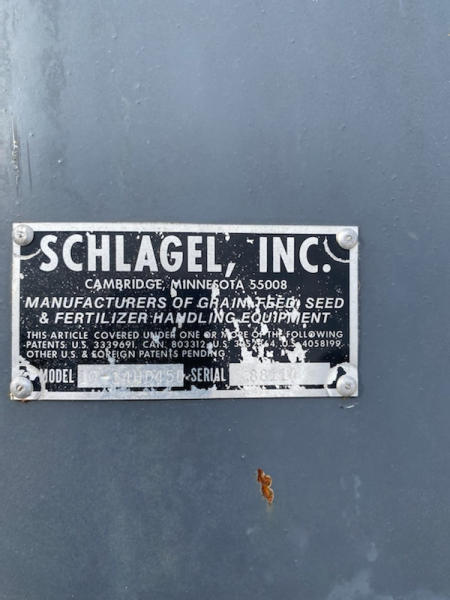 SCHLAGEL, INC.
CAMBRIDGE, MINNESOTA 55008
MANUFACTURERS OF GRAIN, FEED, SEED
& FERTILIZER HANDLING EQUIPMENT
THIS ARTICLE COVERED UNDER ONE OR MORE OF THE FOLLOWING
PATENTS: U.S. 3339691, CAN. 803312, U.S. U.S. 4058199,
OTHER U.S. & FOREIGN PATENTS PENDING.
MODEL SERIAL